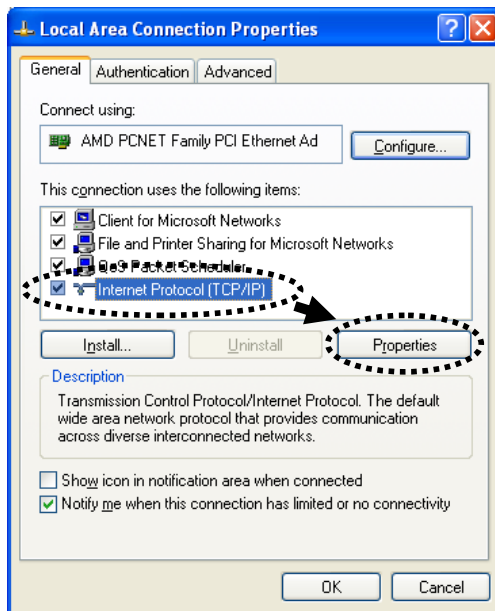 Local Area Connection Properties
General Authentication Advanced
Connect using:
AMD PCNET Family PCI Ethernet Ad Configure...
This connection uses the following items:
Client for Microsoft Networks
File and Printer Sharing for Microsoft Networks
QoS Packet Scheduler
Internet Protocol (TCP/IP)
Install... Uninstall Properties
Description
Transmission Control Protocol/Internet Protocol. The default
wide area network protocol that provides communication
across diverse interconnected networks.
Show icon in notification area when connected
Notify me when this connection has limited or no connectivity
OK Cancel